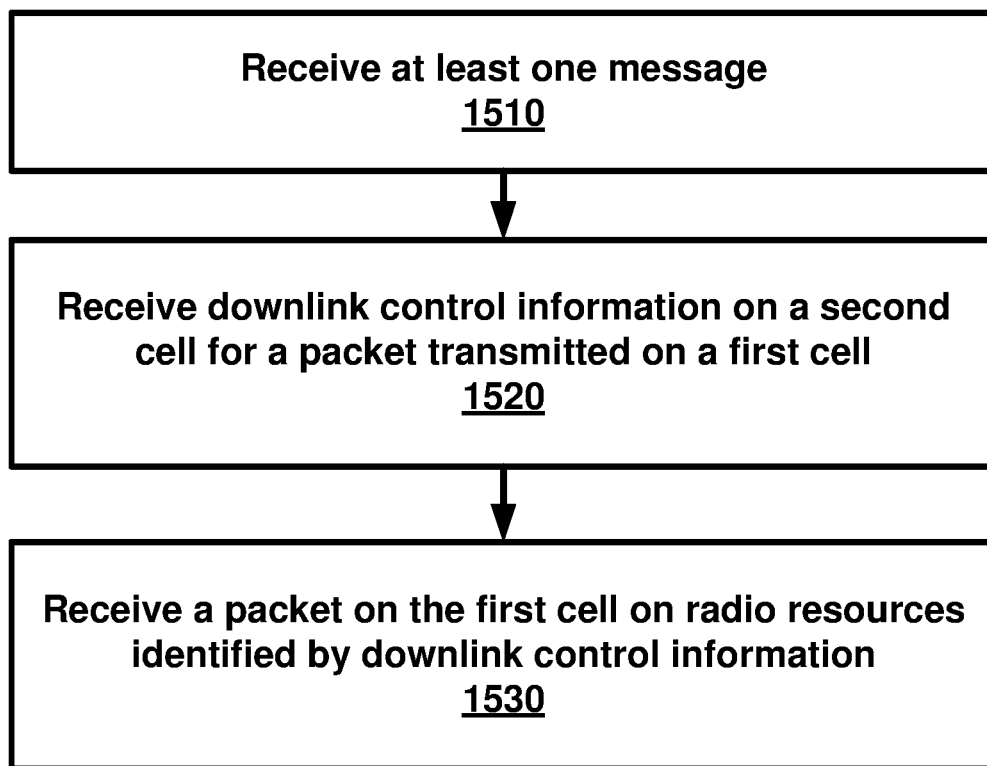 Receive at least one message
1510
Receive downlink control information on a second
cell for a packet transmitted on a first cell
1520
Receive a packet on the first cell on radio resources
identified by downlink control information
1530